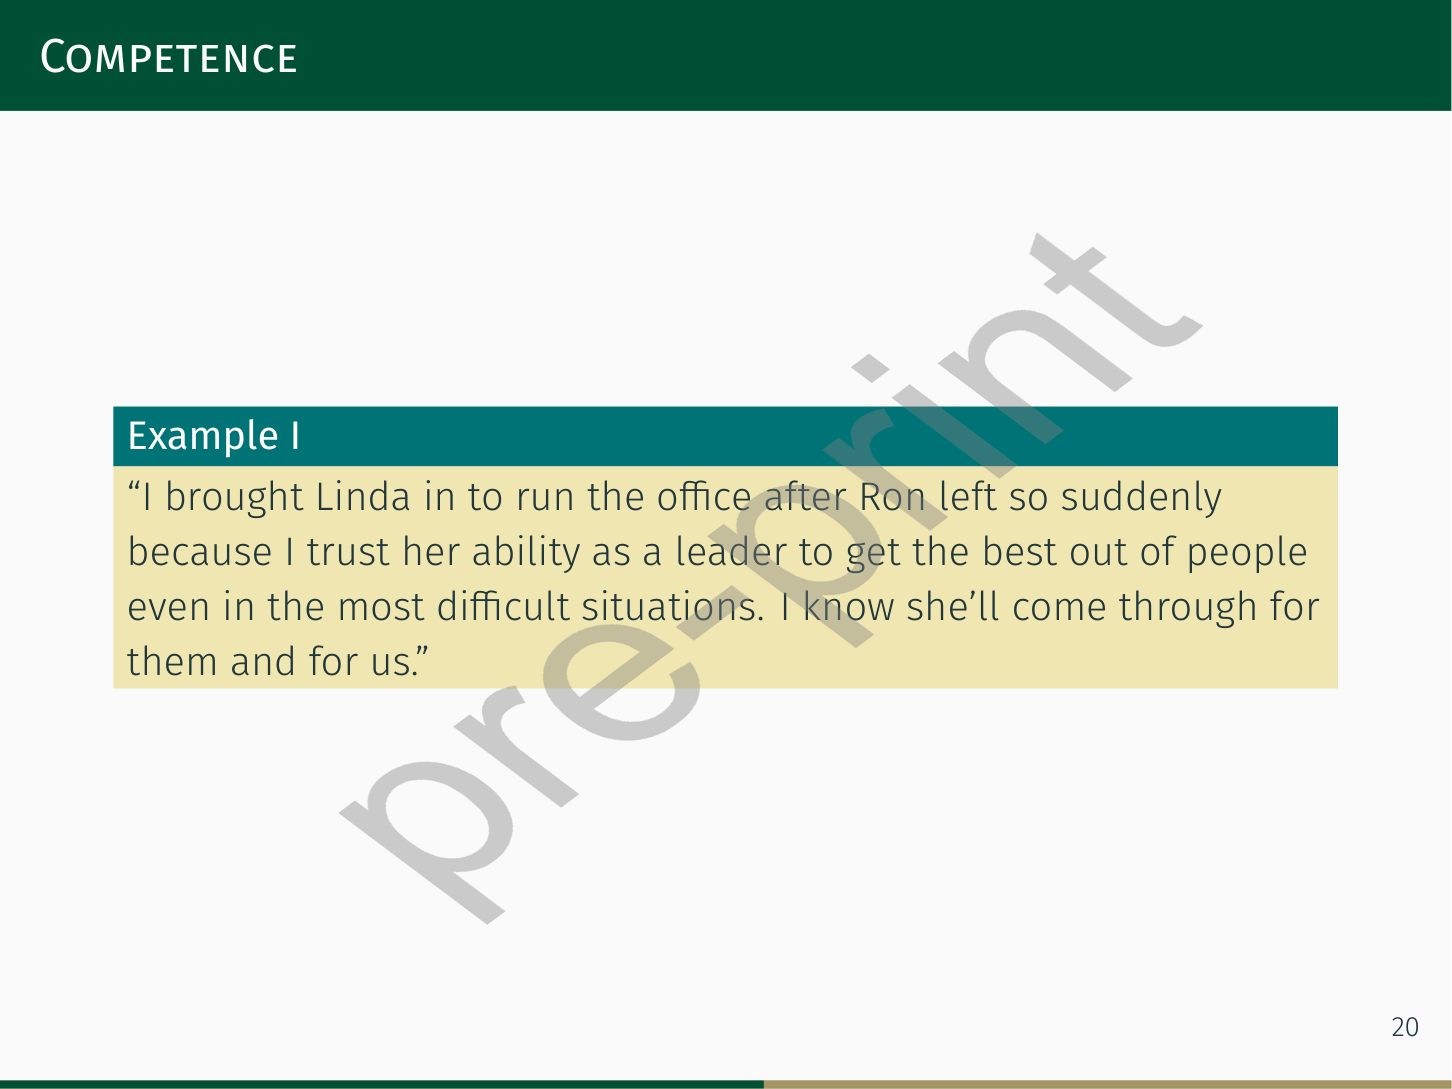 Competence
Example I
“I brought Linda in to run the office after Ron left so suddenly
because I trust her ability as a leader to get the best out of people
even in the most difficult situations. I know she’ll come through for
them and for us.”
pre-print
20